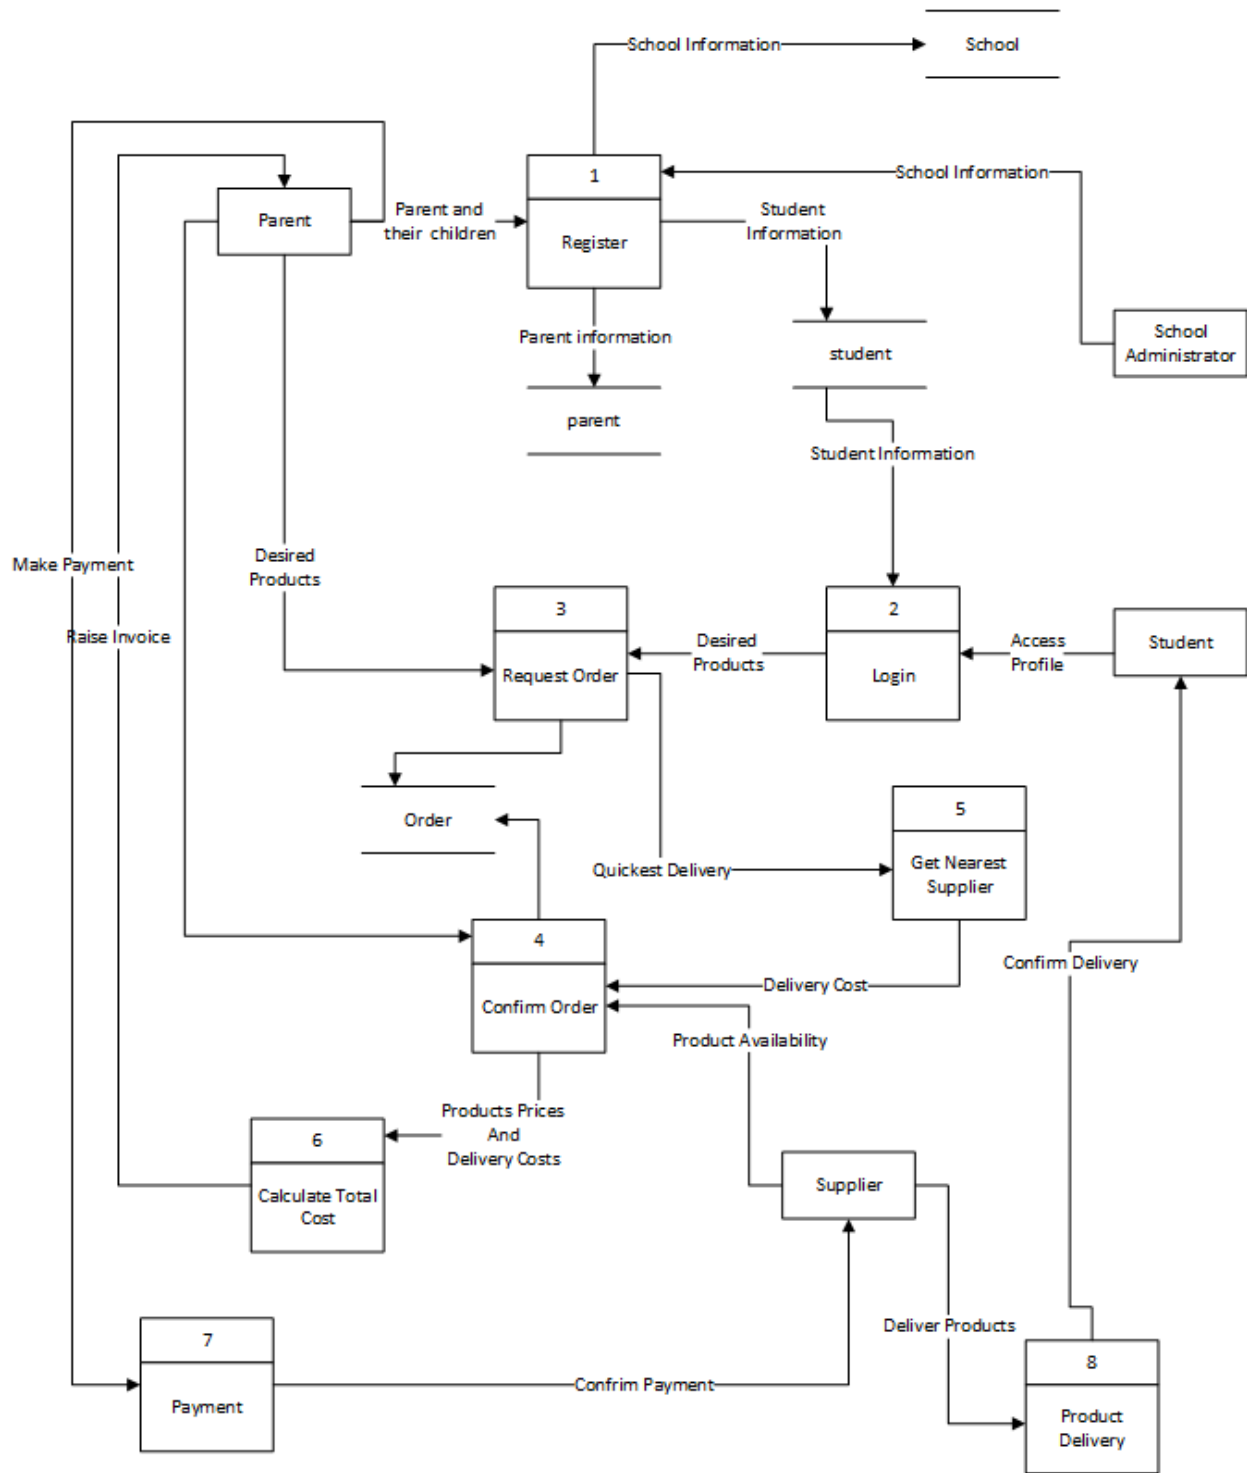 School Information
School
1
School Information
Parent
Parent and
their children
Student
Information
Register
Parent information
School
Administrator
student
parent
Student Information
Make Payment
Desired
Products
3
2
Raise Invoice
Desired
Products
Access
Profile
Student
Request Order
Login
Order
5
Quickest Delivery
Get Nearest
Supplier
4
Confirm Delivery
Delivery Cost
Confirm Order
Product Availability
Products Prices
And
Delivery Costs
6
Calculate Total
Cost
Supplier
7
Deliver Products
8
Payment
Confrim Payment
Product
Delivery